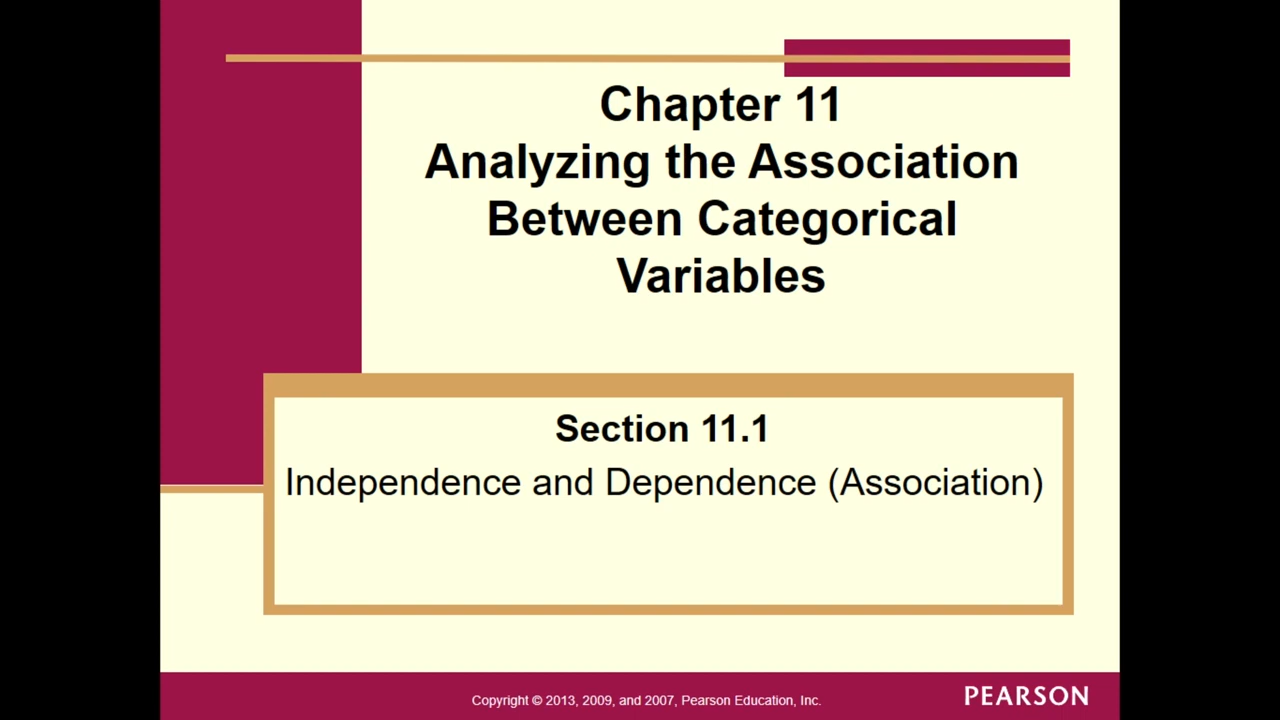 Chapter 11
Analyzing the Association
Between Categorical
Variables
Section 11.1
Independence and Dependence (Association)
Copyright © 2013, 2009, and 2007, Pearson Education, Inc.
PEARSON